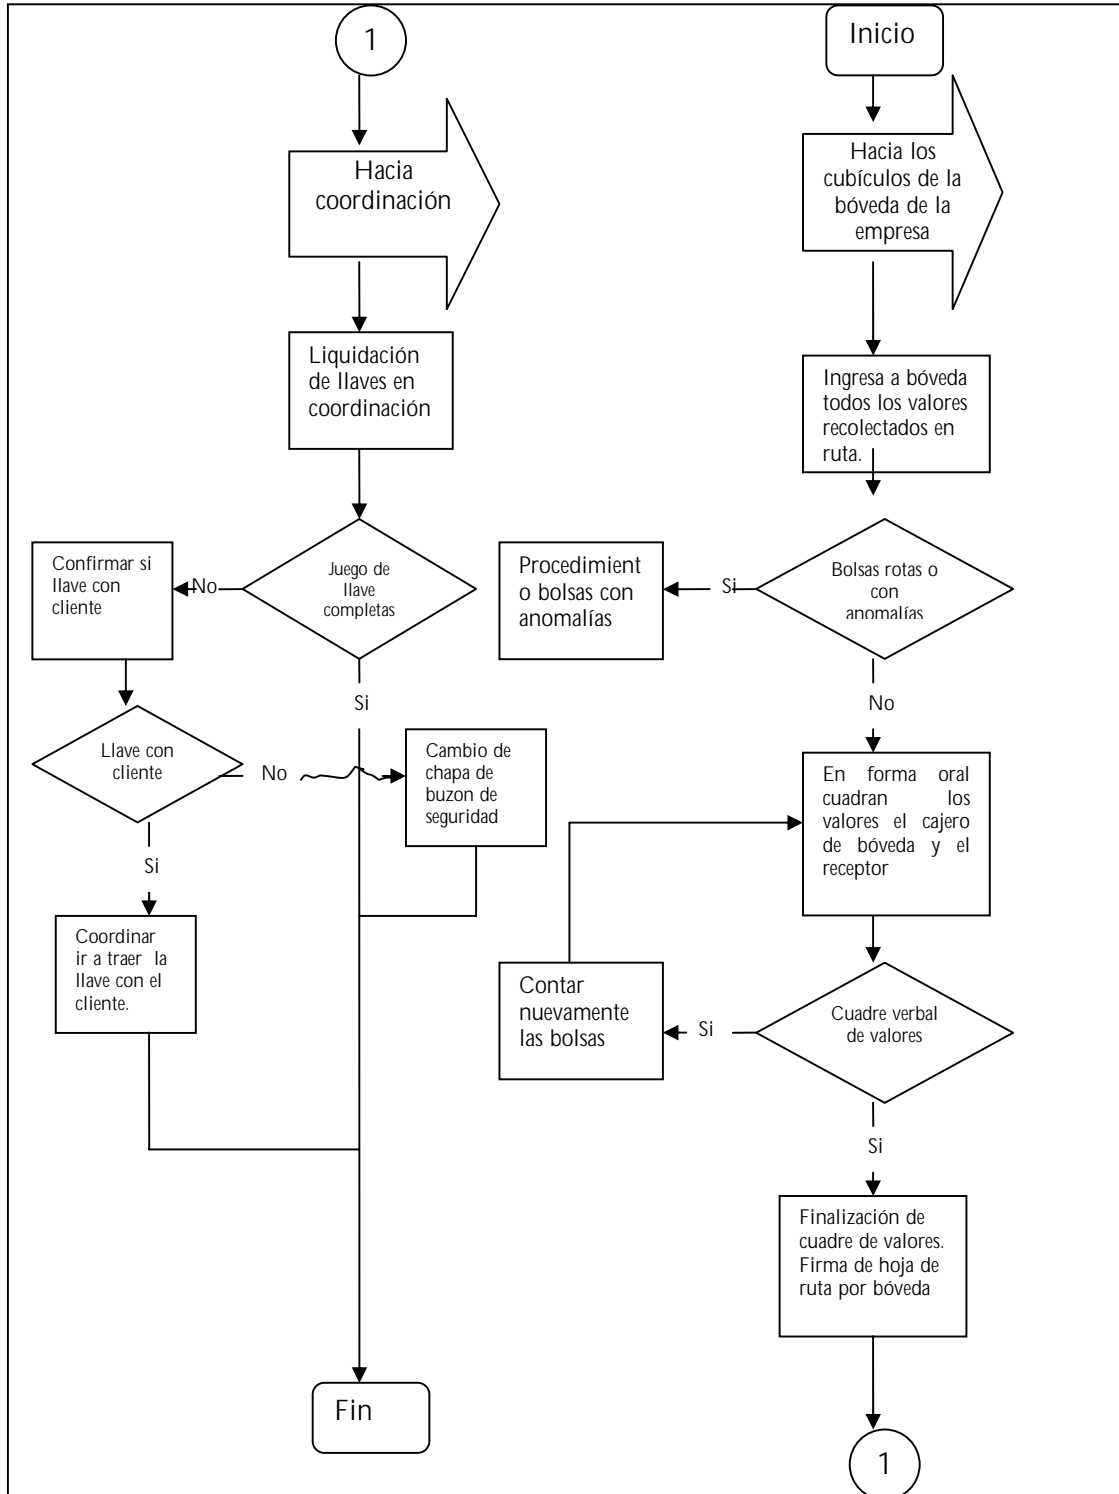 1
Hacia
coordinación
Liquidación
de llaves en
coordinación
Juego de
llave
completas
No
Confirmar si
llave con
cliente
Si
Llave con
cliente
No
Cambio de
chapa de
buzon de
seguridad
Si
Coordinar
ir a traer la
llave con el
cliente.
Fin
Inicio
Hacia los
cubículos de la
bóveda de la
empresa
Ingresa a bóveda
todos los valores
recolectados en
ruta.
Bolsas rotas o
con
anomalías
Si
Procedimient
o bolsas con
anomalías
No
En forma oral
cuadran los
valores el cajero
de bóveda y el
receptor
Cuadre verbal
de valores
Si
Contar
nuevamente
las bolsas
Si
Finalización de
cuadre de valores.
Firma de hoja de
ruta por bóveda
1